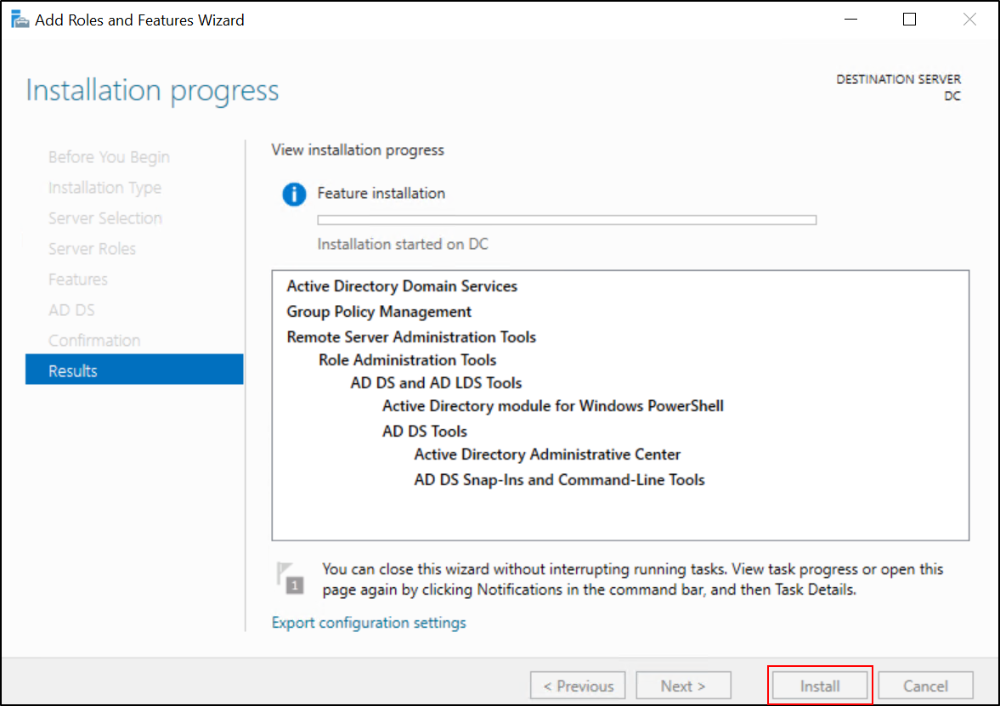 Add Roles and Features Wizard
Installation progress
DESTINATION SERVER
DC
Before You Begin
Installation Type
Server Selection
Server Roles
Features
AD DS
Confirmation
Results
View installation progress
Feature installation
Installation started on DC
Active Directory Domain Services
Group Policy Management
Remote Server Administration Tools
Role Administration Tools
AD DS and AD LDS Tools
Active Directory module for Windows PowerShell
AD DS Tools
Active Directory Administrative Center
AD DS Snap-Ins and Command-Line Tools
1
You can close this wizard without interrupting running tasks. View task progress or open this
page again by clicking Notifications in the command bar, and then Task Details.
Export configuration settings
< Previous
Next >
Install
Cancel